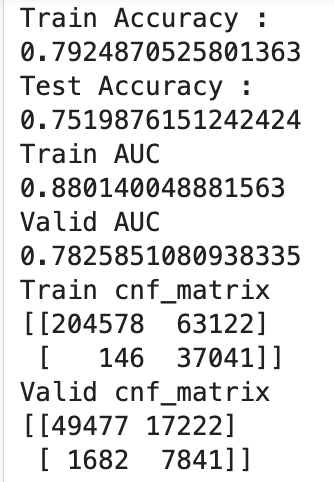 Train Accuracy :
0.7924870525801363
Test Accuracy :
0.7519876151242424
Train AUC
0.880140048881563
Valid AUC
0.7825851080938335
Train cnf_matrix
[[204578  63122]
 [   146  37041]]
Valid cnf_matrix
[[49477 17222]
 [ 1682  7841]]